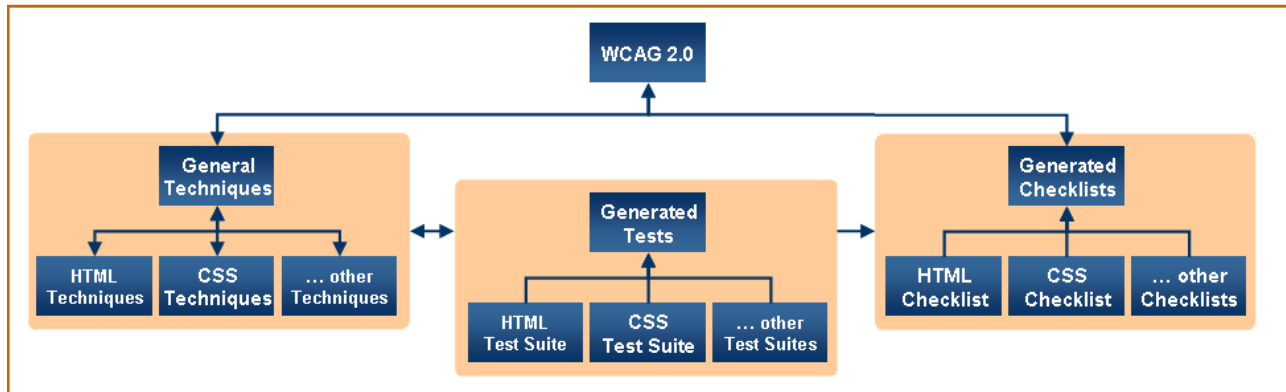 WCAG 2.0
General
Techniques
HTML
Techniques
CSS
Techniques
... other
Techniques
Generated
Tests
HTML
Test Suite
CSS
Test Suite
... other
Test Suites
Generated
Checklists
HTML
Checklist
CSS
Checklist
... other
Checklists